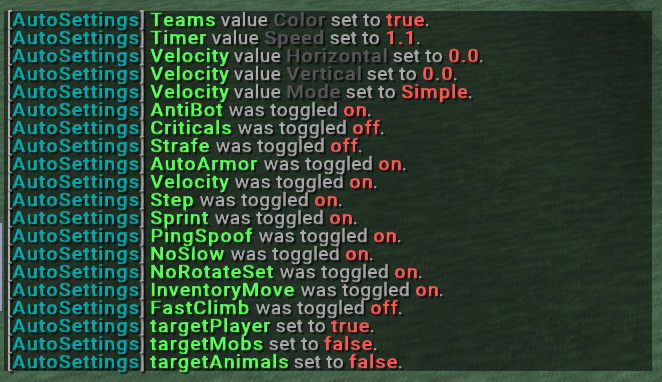 [AutoSettings] Teams value Color set to true.
[AutoSettings] Timer value Speed set to 1.1.
[AutoSettings] Velocity value Horizontal set to 0.0.
[AutoSettings] Velocity value Vertical set to 0.0.
[AutoSettings] Velocity value Mode set to Simple.
[AutoSettings] AntiBot was toggled on.
[AutoSettings] Criticals was toggled off.
[AutoSettings] Strafe was toggled off.
[AutoSettings] AutoArmor was toggled on.
[AutoSettings] Velocity was toggled on.
[AutoSettings] Step was toggled on.
[AutoSettings] Sprint was toggled on.
[AutoSettings] PingSpoof was toggled on.
[AutoSettings] NoSlow was toggled on.
[AutoSettings] NoRotateSet was toggled on.
[AutoSettings] InventoryMove was toggled on.
[AutoSettings] FastClimb was toggled off.
[AutoSettings] targetPlayer set to true.
[AutoSettings] targetMobs set to false.
[AutoSettings] targetAnimals set to false.